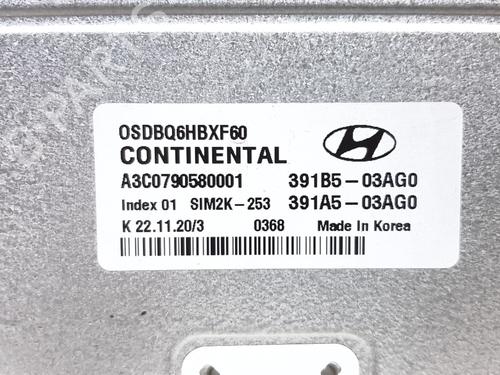 OSDBQ6HBXF60
CONTINENTAL
A3C0790580001 391B5-03AG0
Index 01 SIM2K-253 391A5-03AG0
K 22.11.20/3 0368 Made In Korea